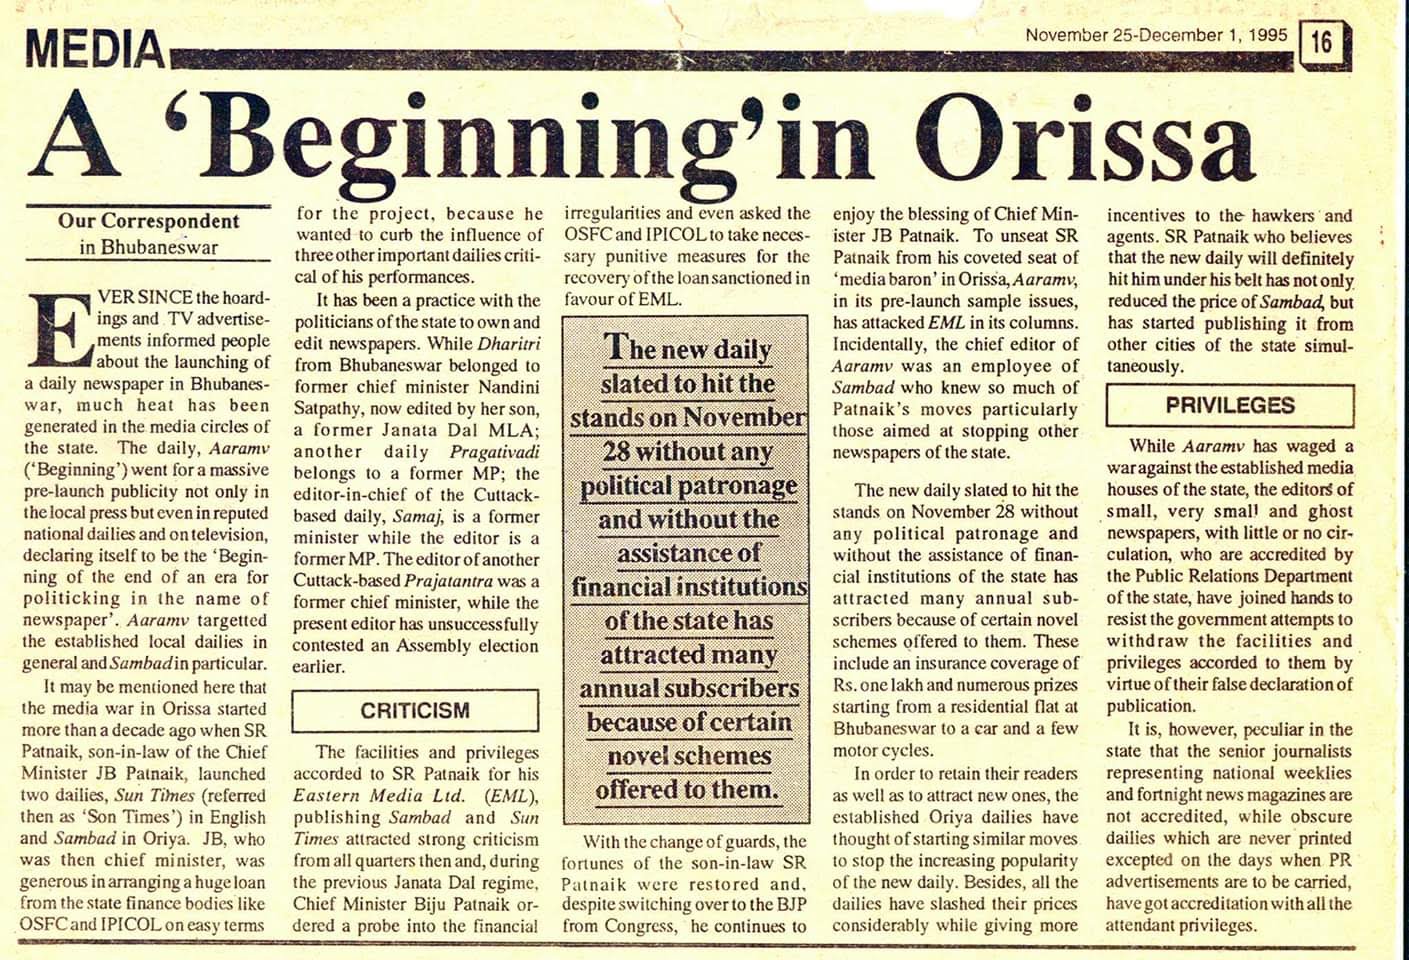 MEDIA
November 25-December 1, 1995
16
A ‘Beginning’ in Orissa
Our Correspondent
in Bhubaneswar
EVER SINCE the hoard-
ings and TV advertise-
ments informed people
about the launching of
a daily newspaper in Bhubanes-
war, much heat has been
generated in the media circles of
the state. The daily, Aaramv
(‘Beginning’) went for a massive
pre-launch publicity not only in
the local press but even in reputed
national dailies and on television,
declaring itself to be the ‘Begin-
ning of the end of an era for
politicking in the name of
newspaper’. Aaramv targetted
the established local dailies in
general and Sambad in particular.
It may be mentioned here that
the media war in Orissa started
more than a decade ago when SR
Patnaik, son-in-law of the Chief
Minister JB Patnaik, launched
two dailies, Sun Times (referred
then as ‘Son Times’) in English
and Sambad in Oriya. JB, who
was then chief minister, was
generous in arranging a huge loan
from the state finance bodies like
OSFC and IPICOL on easy terms
for the project, because he
wanted to curb the influence of
three other important dailies criti-
cal of his performances.
It has been a practice with the
politicians of the state to own and
edit newspapers. While Dharitri
from Bhubaneswar belonged to
former chief minister Nandini
Satpathy, now edited by her son,
a former Janata Dal MLA;
another daily Pragativadi
belongs to a former MP; the
editor-in-chief of the Cuttack-
based daily, Samaj, is a former
minister while the editor is a
former MP. The editor of another
Cuttack-based Prajatantra was a
former chief minister, while the
present editor has unsuccessfully
contested an Assembly election
earlier.
CRITICISM
The facilities and privileges
accorded to SR Patnaik for his
Eastern Media Ltd. (EML),
publishing Sambad and Sun
Times attracted strong criticism
from all quarters then and, during
the previous Janata Dal regime,
Chief Minister Biju Patnaik or-
dered a probe into the financial
irregularities and even asked the
OSFC and IPICOL to take neces-
sary punitive measures for the
recovery of the loan sanctioned in
favour of EML.
The new daily
slated to hit the
stands on November
28 without any
political patronage
and without the
assistance of
financial institutions
of the state has
attracted many
annual subscribers
because of certain
novel schemes
offered to them.
With the change of guards, the
fortunes of the son-in-law SR
Patnaik were restored and,
despite switching over to the BJP
from Congress, he continues to
enjoy the blessing of Chief Min-
ister JB Patnaik. To unseat SR
Patnaik from his coveted seat of
‘media baron’ in Orissa, Aaramv,
in its pre-launch sample issues,
has attacked EML in its columns.
Incidentally, the chief editor of
Aaramv was an employee of
Sambad who knew so much of
Patnaik's moves particularly
those aimed at stopping other
newspapers of the state.
The new daily slated to hit the
stands on November 28 without
any political patronage and
without the assistance of finan-
cial institutions of the state has
attracted many annual sub-
scribers because of certain novel
schemes offered to them. These
include an insurance coverage of
Rs. one lakh and numerous prizes
starting from a residential flat at
Bhubaneswar to a car and a few
motor cycles.
In order to retain their readers
as well as to attract new ones, the
established Oriya dailies have
thought of starting similar moves
to stop the increasing popularity
of the new daily. Besides, all the
dailies have slashed their prices
considerably while giving more
incentives to the hawkers and
agents. SR Patnaik who believes
that the new daily will definitely
hit him under his belt has not only
reduced the price of Sambad, but
has started publishing it from
other cities of the state simul-
taneously.
PRIVILEGES
While Aaramv has waged a
war against the established media
houses of the state, the editors of
small, very small and ghost
newspapers, with little or no cir-
culation, who are accredited by
the Public Relations Department
of the state, have joined hands to
resist the government attempts to
withdraw the facilities and
privileges accorded to them by
virtue of their false declaration of
publication.
It is, however, peculiar in the
state that the senior journalists
representing national weeklies
and fortnight news magazines are
not accredited, while obscure
dailies which are never printed
excepted on the days when PR
advertisements are to be carried,
have got accreditation with all the
attendant privileges.